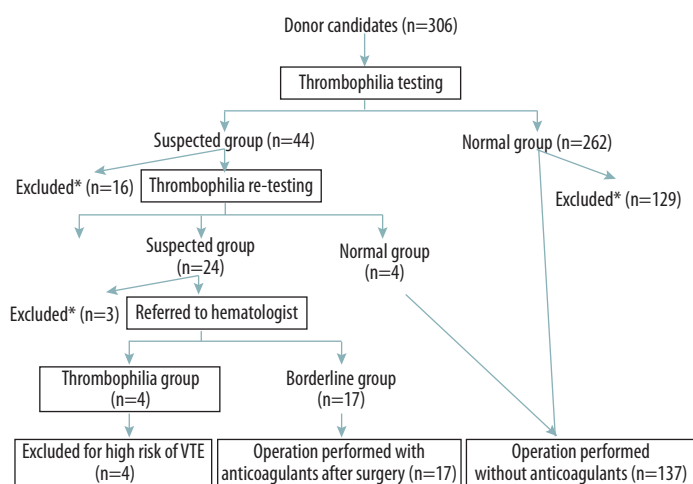 Donor candidates (n=306)
Thrombophilia testing
Suspected group (n=44)
Normal group (n=262)
Excluded* (n=16)
Thrombophilia re-testing
Excluded* (n=129)
Suspected group
(n=24)
Normal group
(n=4)
Excluded* (n=3)
Referred to hematologist
Thrombophilia group
(n=4)
Borderline group
(n=17)
Excluded for high risk of VTE
(n=4)
Operation performed with
anticoagulants after surgery (n=17)
Operation performed
without anticoagulants (n=137)